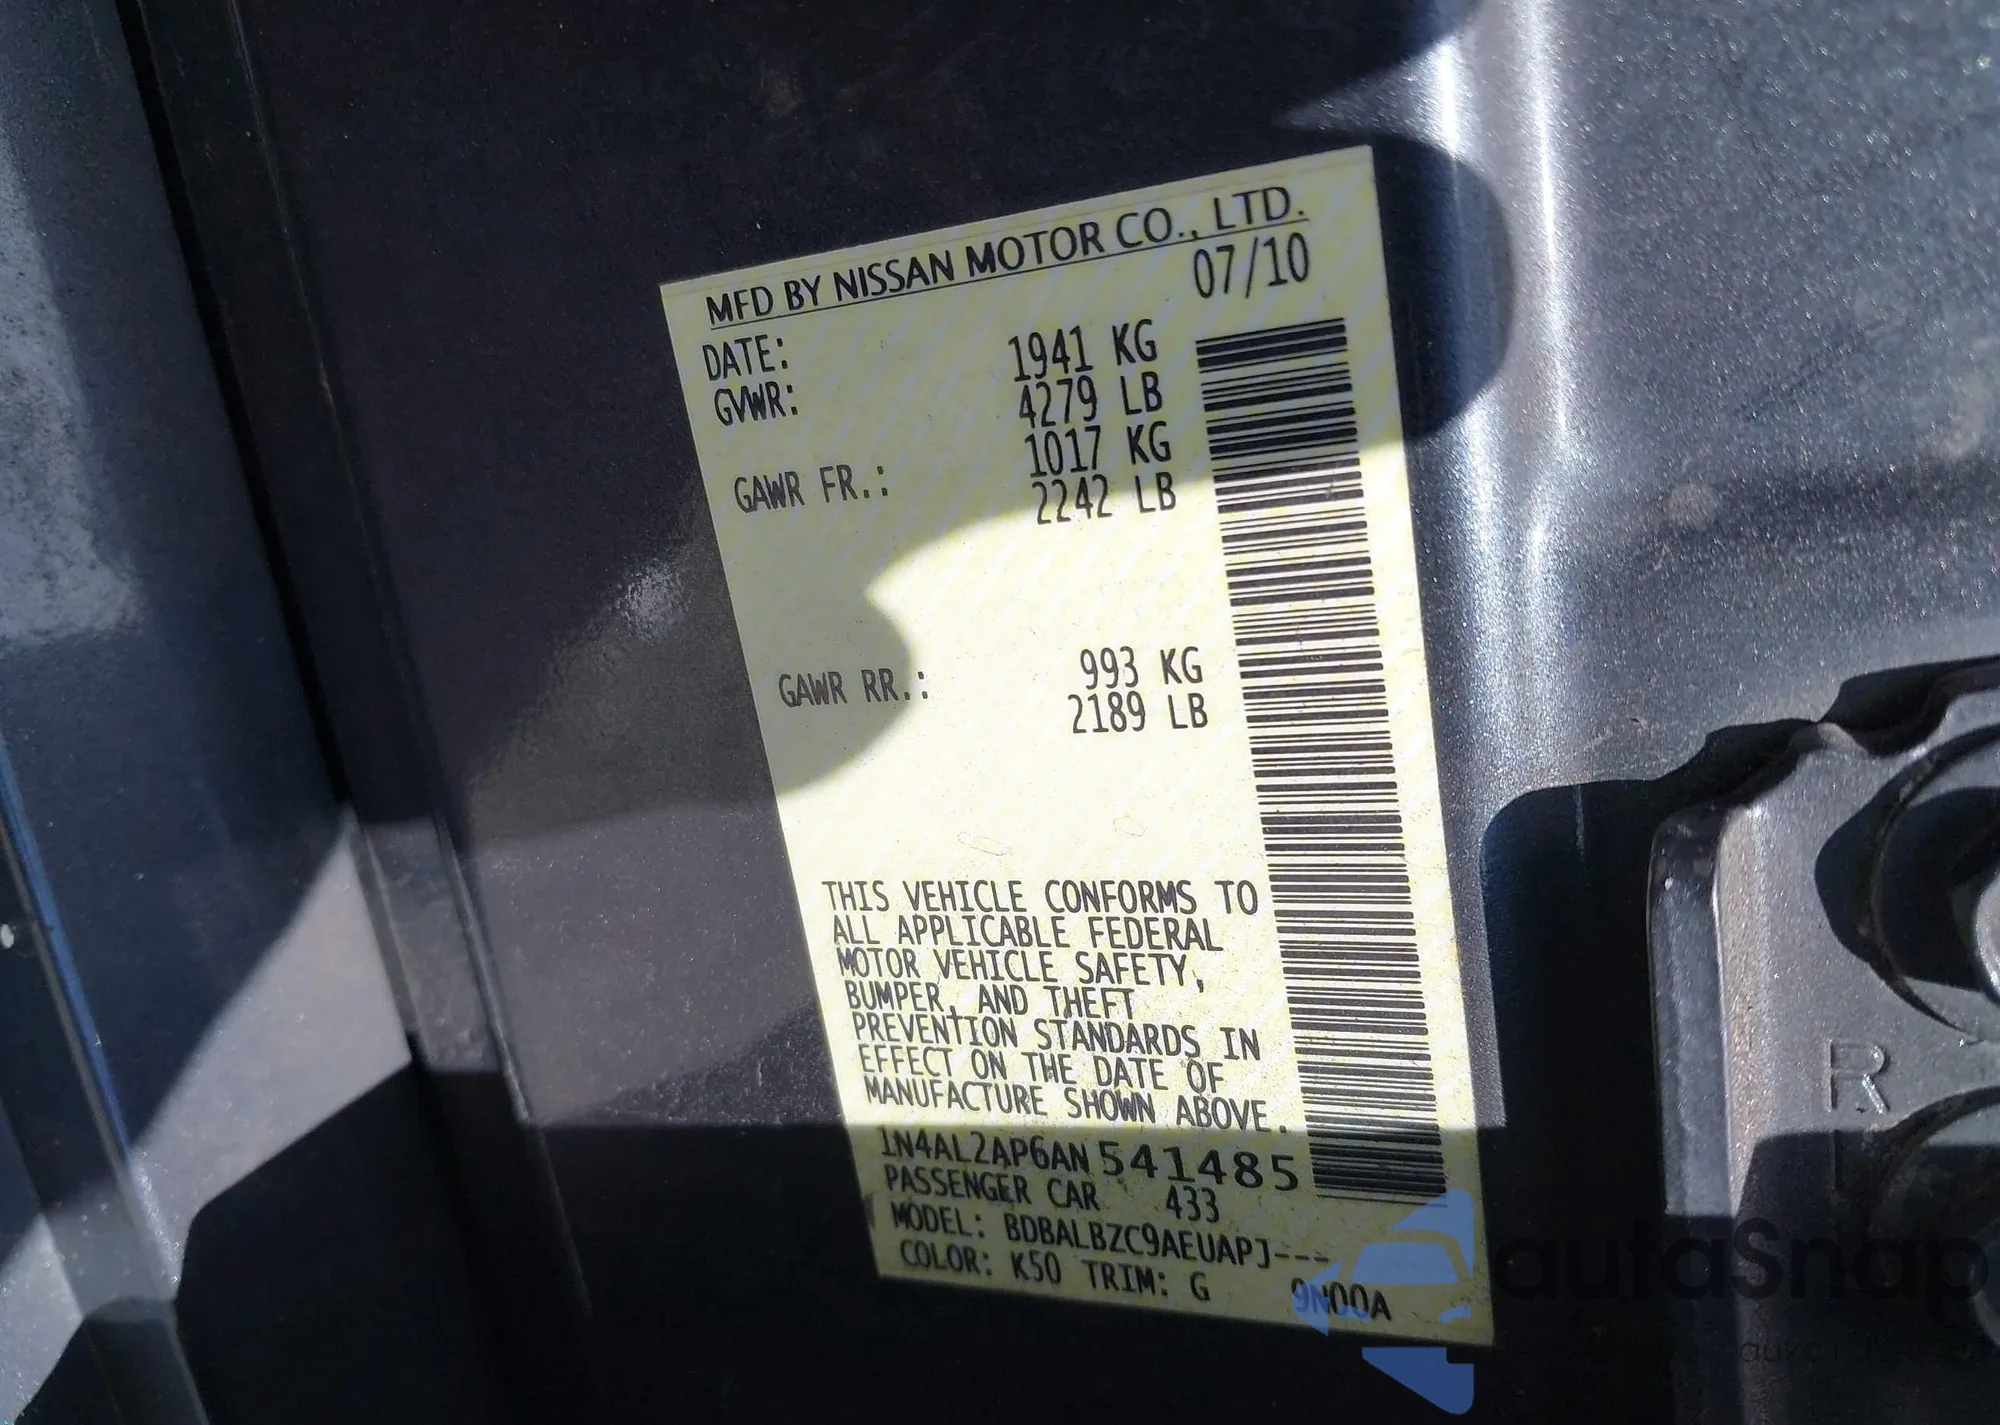 MFD BY NISSAN MOTOR CO., LTD.
DATE: 07/10
GVWR: 1941 KG
4279 LB
GAWR FR.: 1017 KG
2242 LB
GAWR RR.: 993 KG
2189 LB
THIS VEHICLE CONFORMS TO
ALL APPLICABLE FEDERAL
MOTOR VEHICLE SAFETY,
BUMPER, AND THEFT
PREVENTION STANDARDS IN
EFFECT ON THE DATE OF
MANUFACTURE SHOWN ABOVE.
1N4AL2AP6AN541485
PASSENGER CAR 433
MODEL: BDBALBZC9AEUAPJ---
COLOR: K50 TRIM: G 9N00A
R
autaSnap